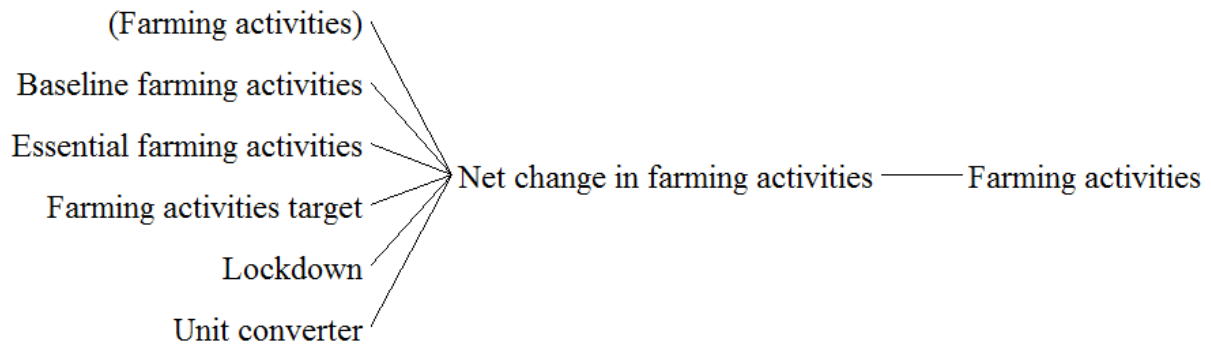 (Farming activities)
Baseline farming activities
Essential farming activities
Farming activities target
Lockdown
Unit converter
Net change in farming activities
Farming activities